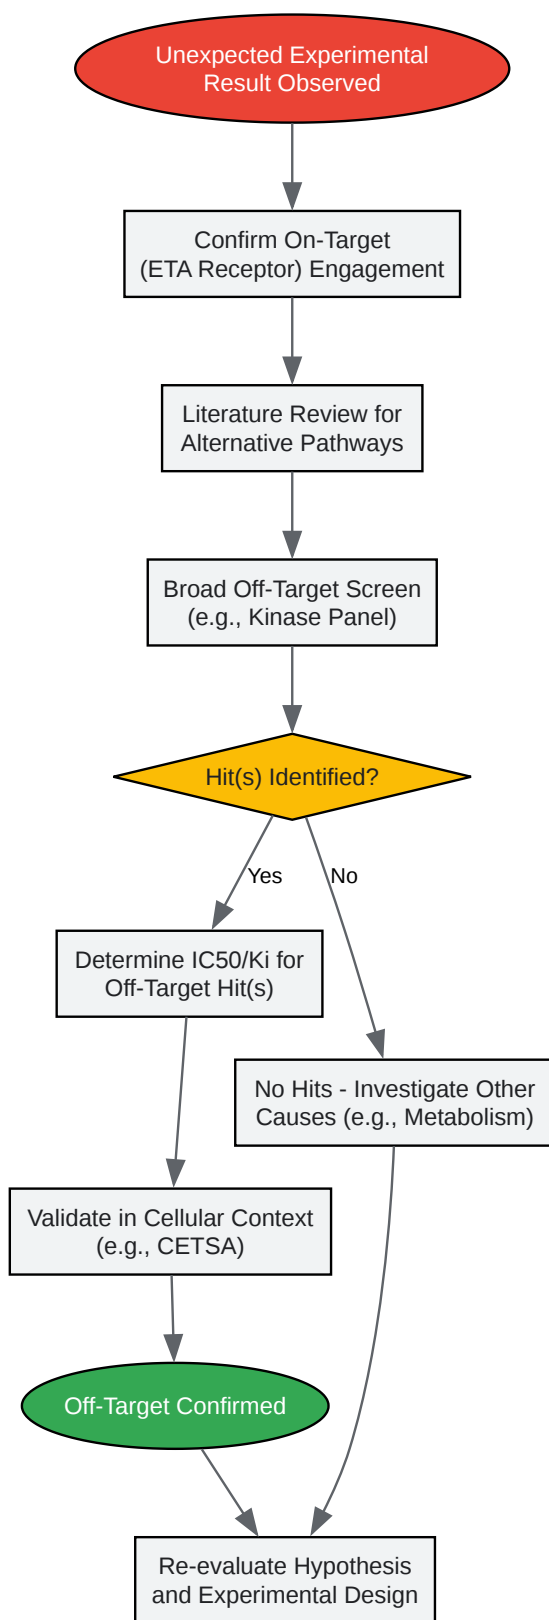 Unexpected Experimental
Result Observed
Confirm On-Target
(ETA Receptor) Engagement
Literature Review for
Alternative Pathways
Broad Off-Target Screen
(e.g., Kinase Panel)
Hit(s) Identified?
Yes
No
Determine IC50/Ki for
Off-Target Hit(s)
No Hits - Investigate Other
Causes (e.g., Metabolism)
Validate in Cellular Context
(e.g., CETSA)
Off-Target Confirmed
Re-evaluate Hypothesis
and Experimental Design